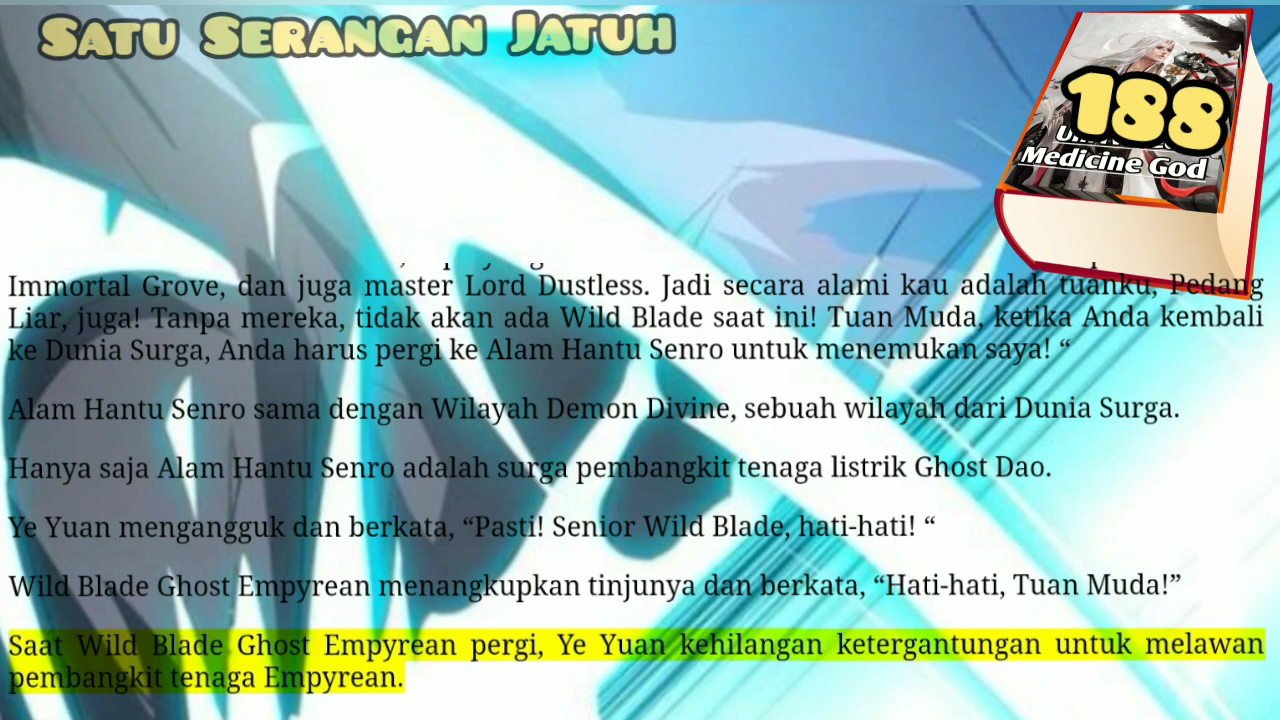 Satu Serangan Jatuh
188
Medicine God
Immortal Grove, dan juga master Lord Dustless. Jadi secara alami kau adalah tuanku, Pedang
Liar, juga! Tanpa mereka, tidak akan ada Wild Blade saat ini! Tuan Muda, ketika Anda kembali
ke Dunia Surga, Anda harus pergi ke Alam Hantu Senro untuk menemukan saya! “
Alam Hantu Senro sama dengan Wilayah Demon Divine, sebuah wilayah dari Dunia Surga.
Hanya saja Alam Hantu Senro adalah surga pembangkit tenaga listrik Ghost Dao.
Ye Yuan mengangguk dan berkata, “Pasti! Senior Wild Blade, hati-hati! “
Wild Blade Ghost Empyrean menangkupkan tinjunya dan berkata, “Hati-hati, Tuan Muda!”
Saat Wild Blade Ghost Empyrean pergi, Ye Yuan kehilangan ketergantungan untuk melawan
pembangkit tenaga Empyrean.